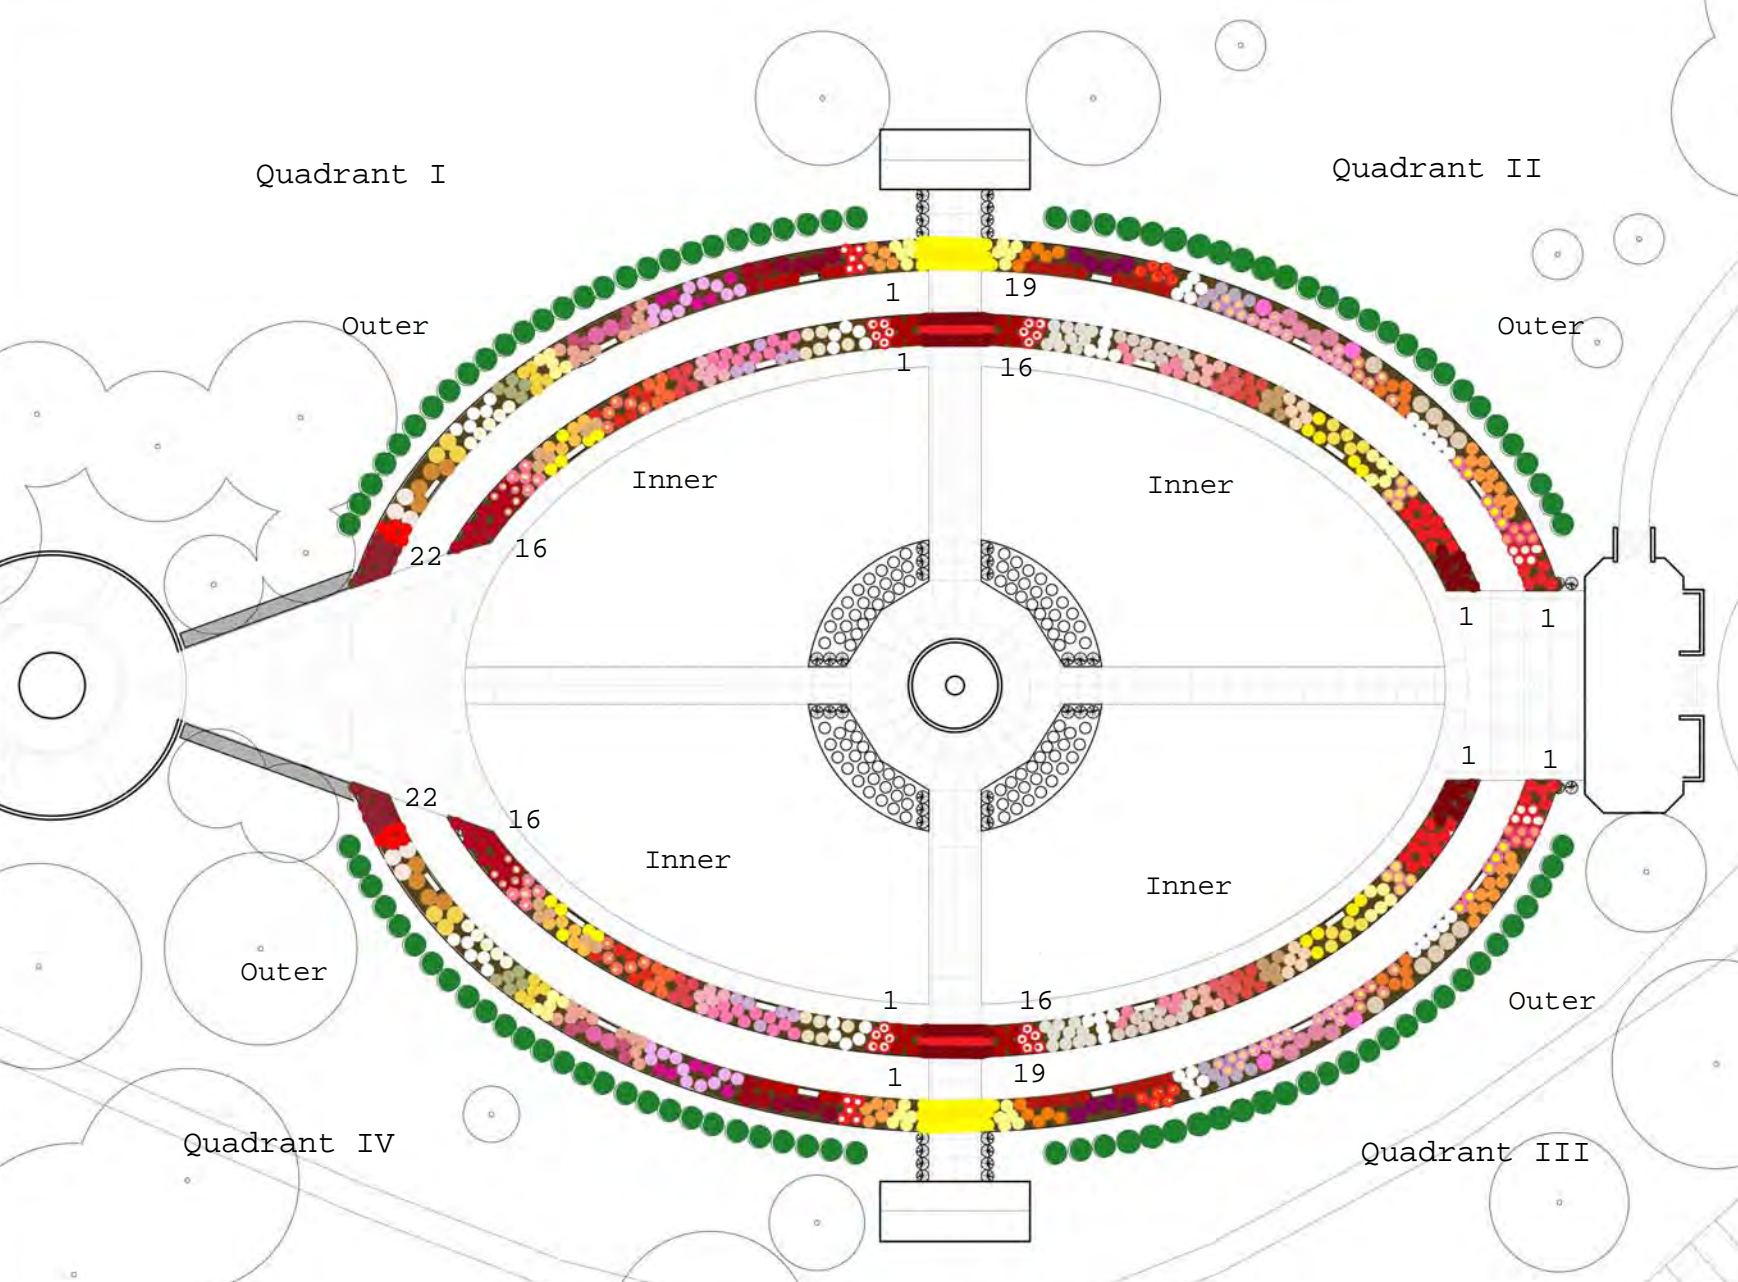 Quadrant I
Quadrant II
1
19
Outer
Outer
1
16
Inner
Inner
22
16
1
1
1
1
22
16
Inner
Inner
Outer
1
16
Outer
1
19
Quadrant IV
Quadrant III